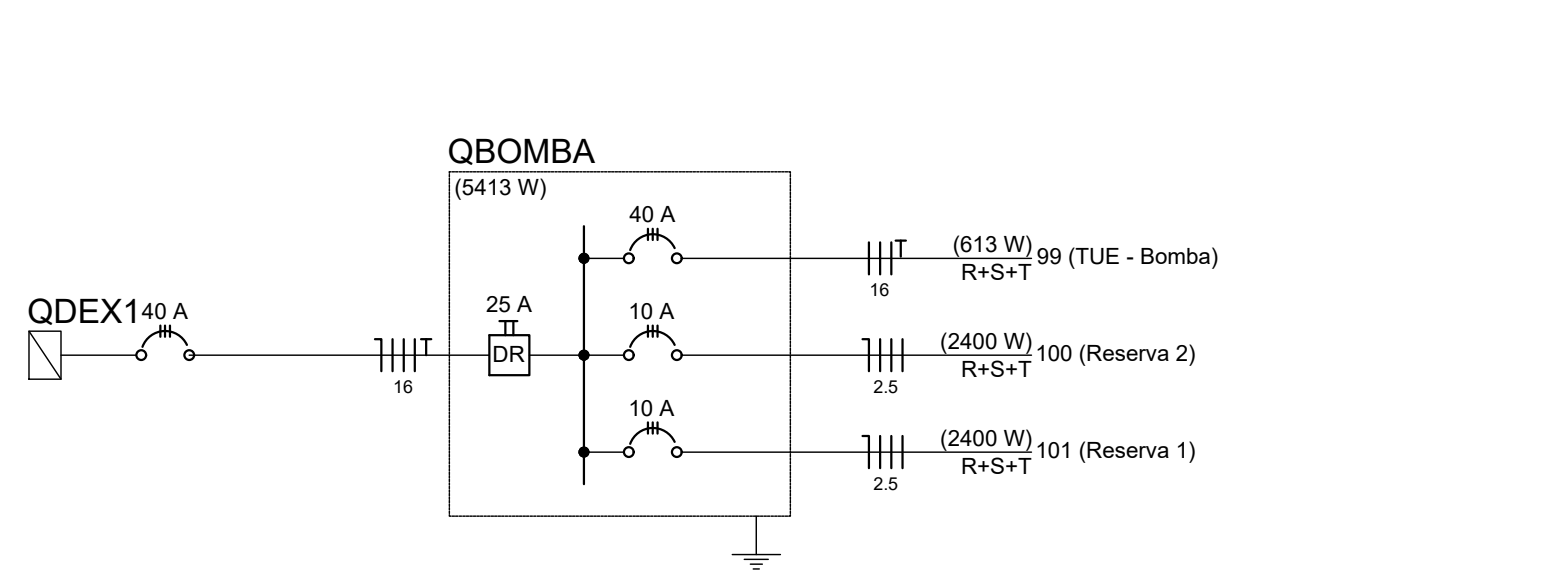 QBOMBA
(5413 W)
40 A
(613 W)
99 (TUE - Bomba)
R+S+T
16
QDEX1
40 A
25 A
10 A
DR
(2400 W)
100 (Reserva 2)
R+S+T
16
2.5
10 A
(2400 W)
101 (Reserva 1)
R+S+T
2.5